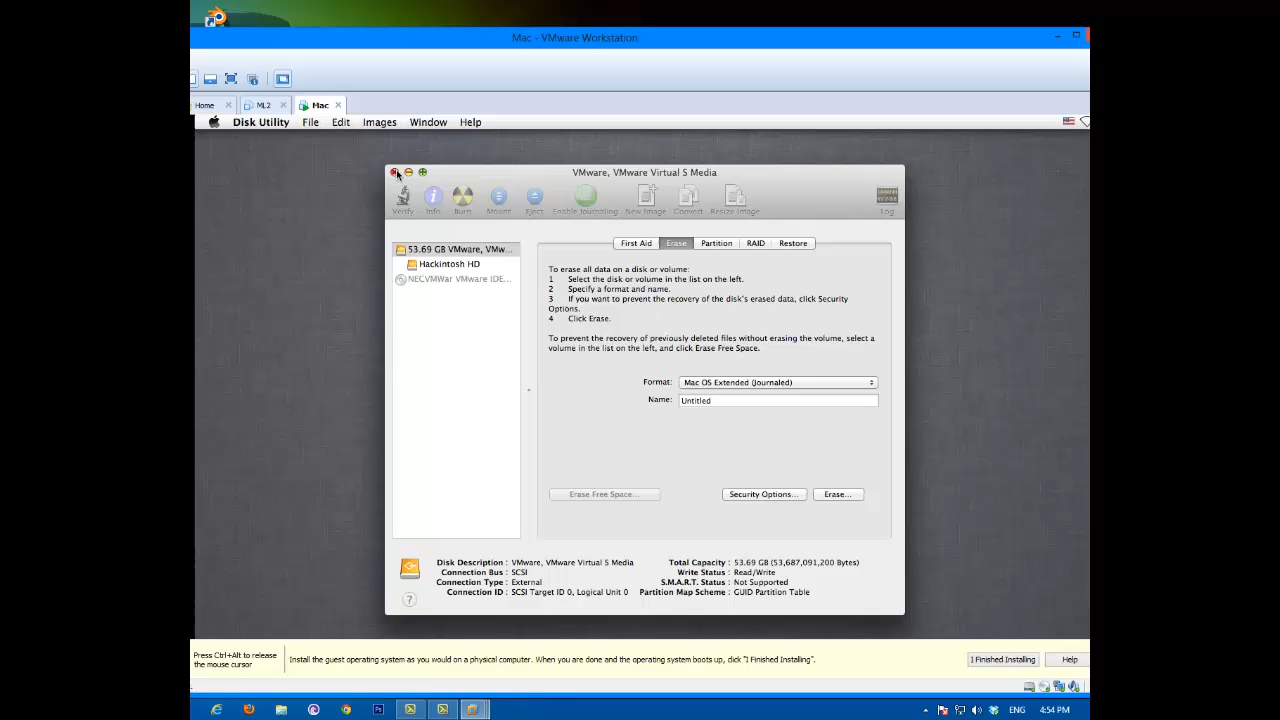 Mac - VMware Workstation
Home
ML2
Mac
Disk Utility File Edit Images Window Help
VMware, VMware Virtual S Media
Verify Info Burn Mount Eject Enable Journaling New Image Convert Resize Image Log
53.69 GB VMware, VMw...
Hackintosh HD
NECVMWar VMware IDE...
First Aid Erase Partition RAID Restore
To erase all data on a disk or volume:
1 Select the disk or volume in the list on the left.
2 Specify a format and name.
3 If you want to prevent the recovery of the disk's erased data, click Security
Options.
4 Click Erase.
To prevent the recovery of previously deleted files without erasing the volume, select a
volume in the list on the left, and click Erase Free Space.
Format: Mac OS Extended (Journaled)
Name: Untitled
Erase Free Space... Security Options... Erase...
Disk Description : VMware, VMware Virtual S Media
Connection Bus : SCSI
Connection Type : External
Connection ID : SCSI Target ID 0, Logical Unit 0
Total Capacity : 53.69 GB (53,687,091,200 Bytes)
Write Status : Read/Write
S.M.A.R.T. Status : Not Supported
Partition Map Scheme : GUID Partition Table
?
Press Ctrl+Alt to release
the mouse cursor
Install the guest operating system as you would on a physical computer. When you are done and the operating system boots up, click "I Finished Installing".
I Finished Installing
Help
Ps
ENG 4:54 PM